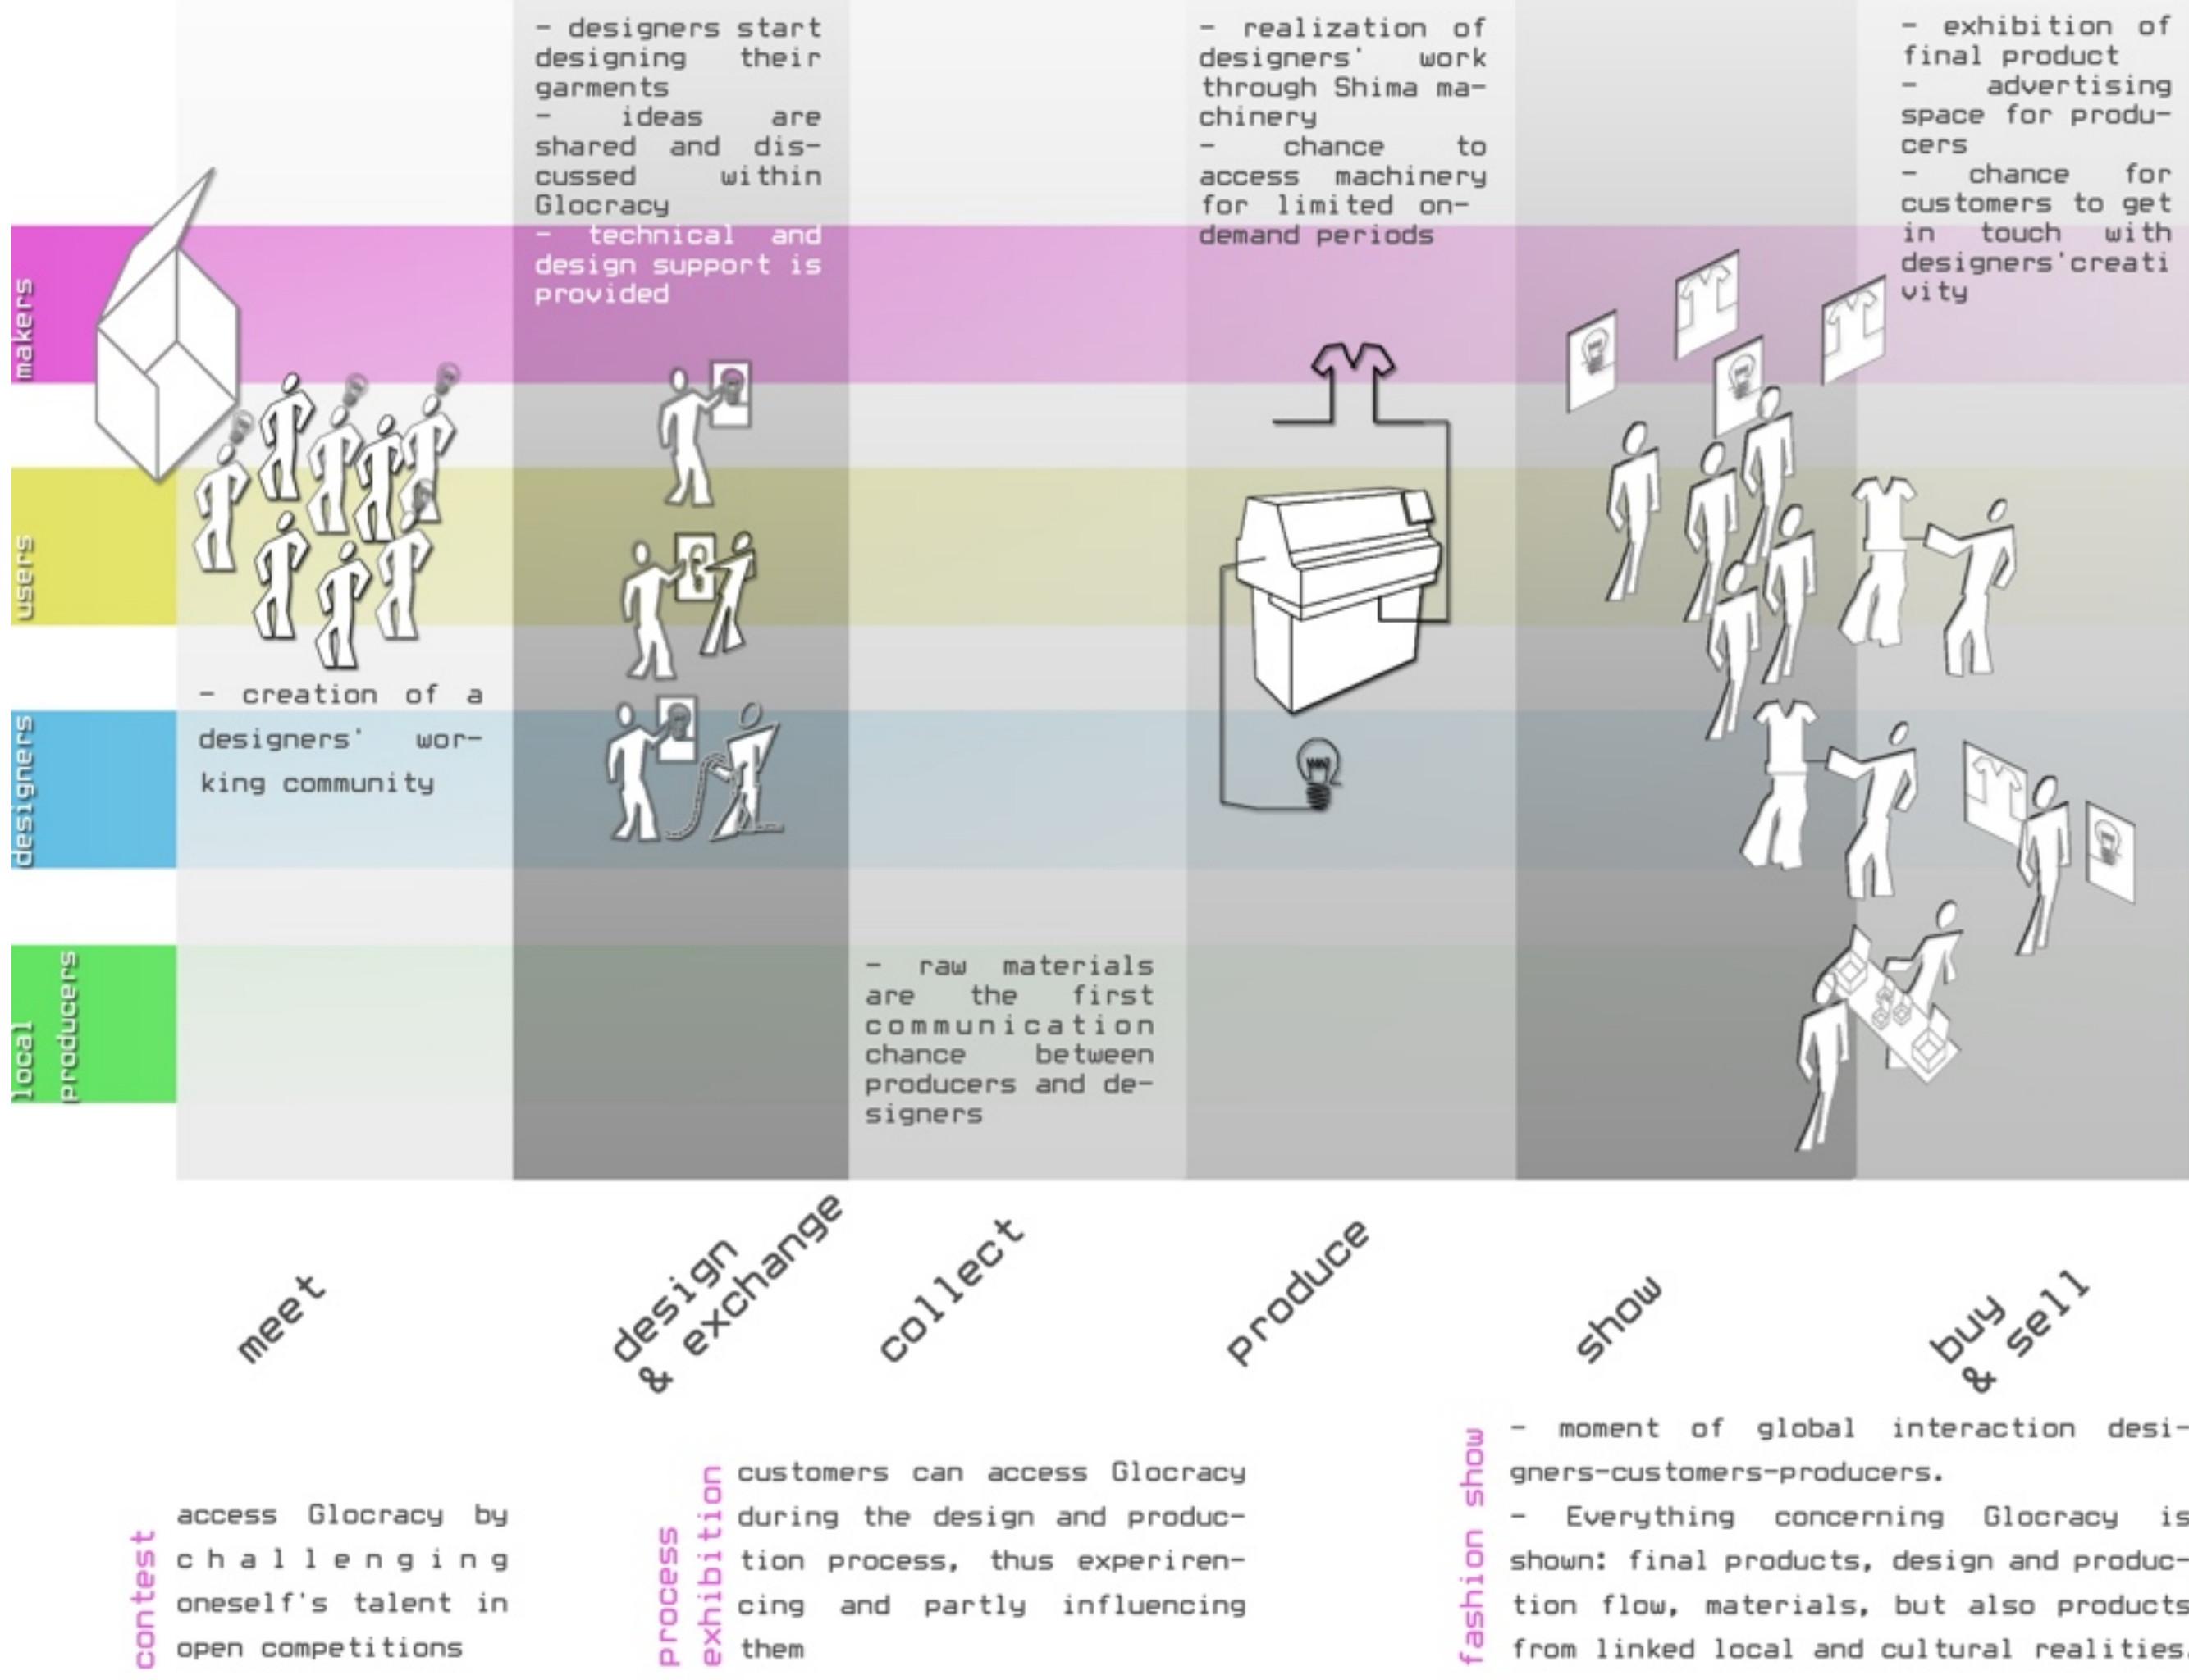 - designers start
designing their
garments
- ideas are
shared and dis-
cussed within
Glocracy
- technical and
design support is
provided
- realization of
designers' work
through Shima ma-
chinery
- chance to
access machinery
for limited on-
demand periods
- exhibition of
final product
- advertising
space for produ-
cers
- chance for
customers to get
in touch with
designers'creati
vity
makers
users
designers
local
producers
- creation of a
designers' wor-
king community
- raw materials
are the first
communication
chance between
producers and de-
signers
meet
design
& exchange
collect
produce
show
buy
& sell
contest
access Glocracy by
challenging
oneself's talent in
open competitions
process
exhibition
customers can access Glocracy
during the design and produc-
tion process, thus experiren-
cing and partly influencing
them
fashion show
- moment of global interaction desi-
gners-customers-producers.
- Everything concerning Glocracy is
shown: final products, design and produc-
tion flow, materials, but also products
from linked local and cultural realities.